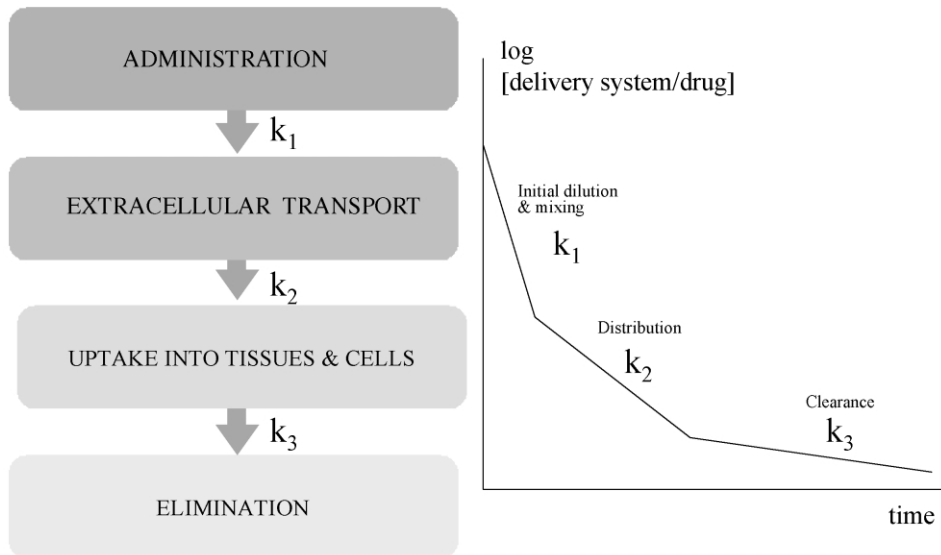 ADMINISTRATION
k1
EXTRACELLULAR TRANSPORT
k2
UPTAKE INTO TISSUES & CELLS
k3
ELIMINATION
log
[delivery system/drug]
Initial dilution
& mixing
k1
Distribution
k2
Clearance
k3
time